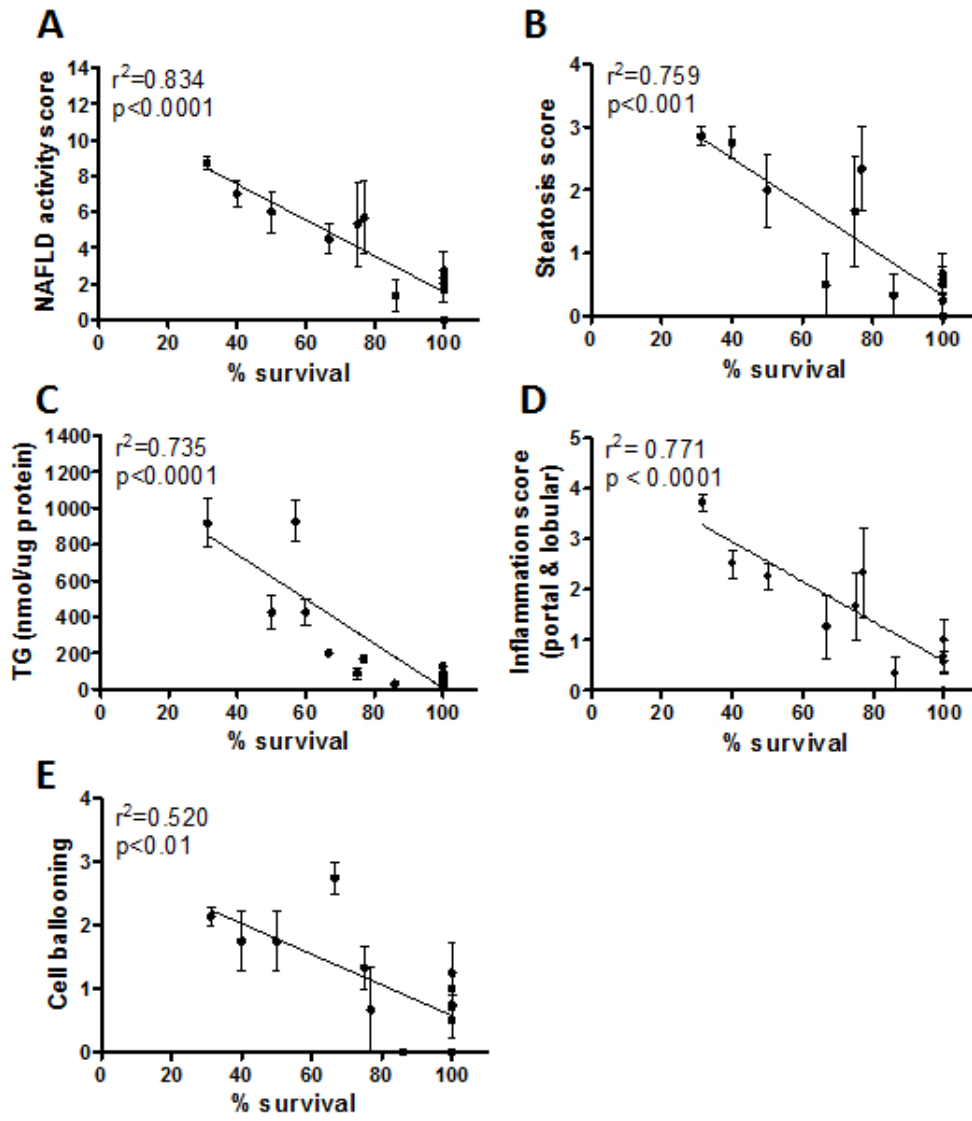 A
r²=0.834
p<0.0001
NAFLD activity score
14
12
10
8
6
4
2
0
0 20 40 60 80 100
% survival
B
r²=0.759
p<0.001
Steatosis score
4
3
2
1
0
0 20 40 60 80 100
% survival
C
r²=0.735
p<0.0001
TG (nmol/ug protein)
1400
1200
1000
800
600
400
200
0
0 20 40 60 80 100
% survival
D
r²= 0.771
p < 0.0001
Inflammation score
(portal & lobular)
5
4
3
2
1
0
0 20 40 60 80 100
% survival
E
r²=0.520
p<0.01
Cell ballooning
4
3
2
1
0
0 20 40 60 80 100
% survival